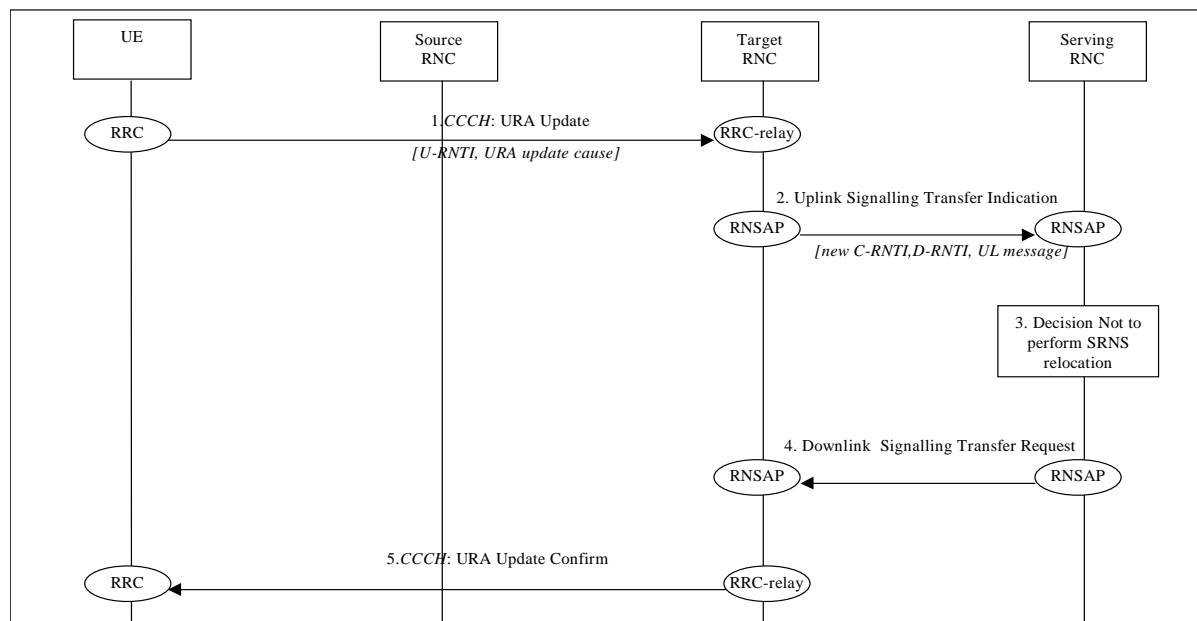 UE
Source
RNC
Target
RNC
Serving
RNC
1.CCCH: URA Update
RRC
RRC-relay
[U-RNTI, URA update cause]
2. Uplink Signalling Transfer Indication
RNSAP
RNSAP
[new C-RNTI,D-RNTI, UL message]
3. Decision Not to
perform SRNS
relocation
4. Downlink Signalling Transfer Request
RNSAP
RNSAP
5.CCCH: URA Update Confirm
RRC
RRC-relay